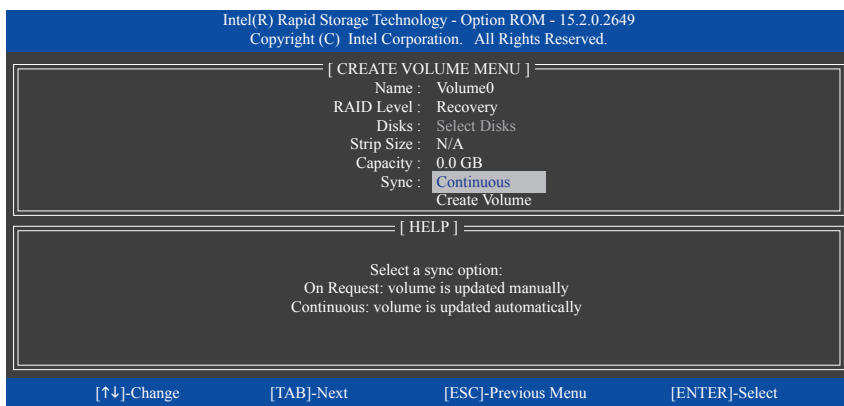 Intel(R) Rapid Storage Technology - Option ROM - 15.2.0.2649
Copyright (C) Intel Corporation. All Rights Reserved.
[ CREATE VOLUME MENU ]
Name : Volume0
RAID Level : Recovery
Disks : Select Disks
Strip Size : N/A
Capacity : 0.0 GB
Sync : Continuous
Create Volume
[ HELP ]
Select a sync option:
On Request: volume is updated manually
Continuous: volume is updated automatically
[↑↓]-Change [TAB]-Next [ESC]-Previous Menu [ENTER]-Select